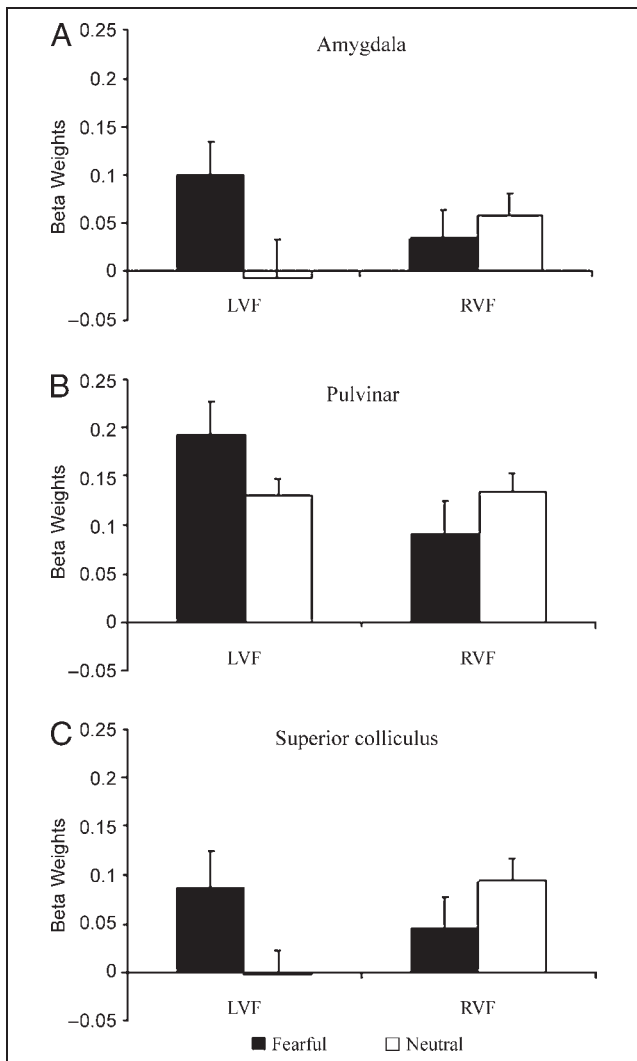 A
Amygdala
0.25
0.2
0.15
0.1
0.05
0
−0.05
Beta Weights
LVF
RVF
B
Pulvinar
0.25
0.2
0.15
0.1
0.05
0
−0.05
Beta Weights
LVF
RVF
C
Superior colliculus
0.25
0.2
0.15
0.1
0.05
0
−0.05
Beta Weights
LVF
RVF
Fearful
Neutral